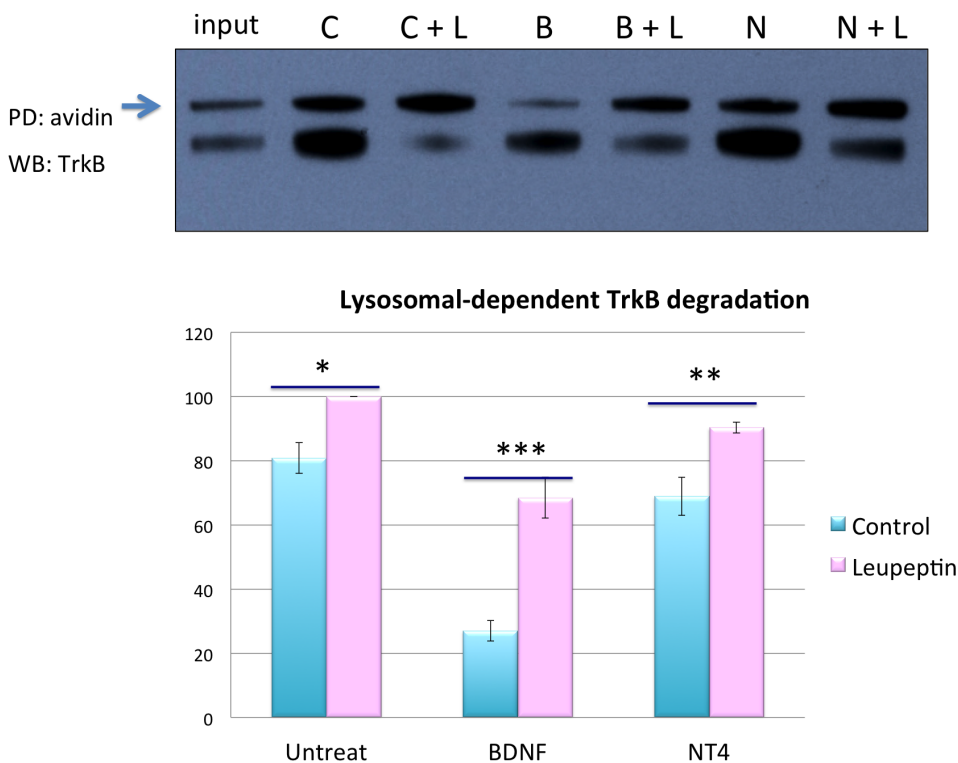 input C C + L B B + L N N + L
PD: avidin
WB: TrkB
Lysosomal-dependent TrkB degradation
120
*
**
100
***
80
60
Control
40
Leupeptin
20
0
Untreat BDNF NT4